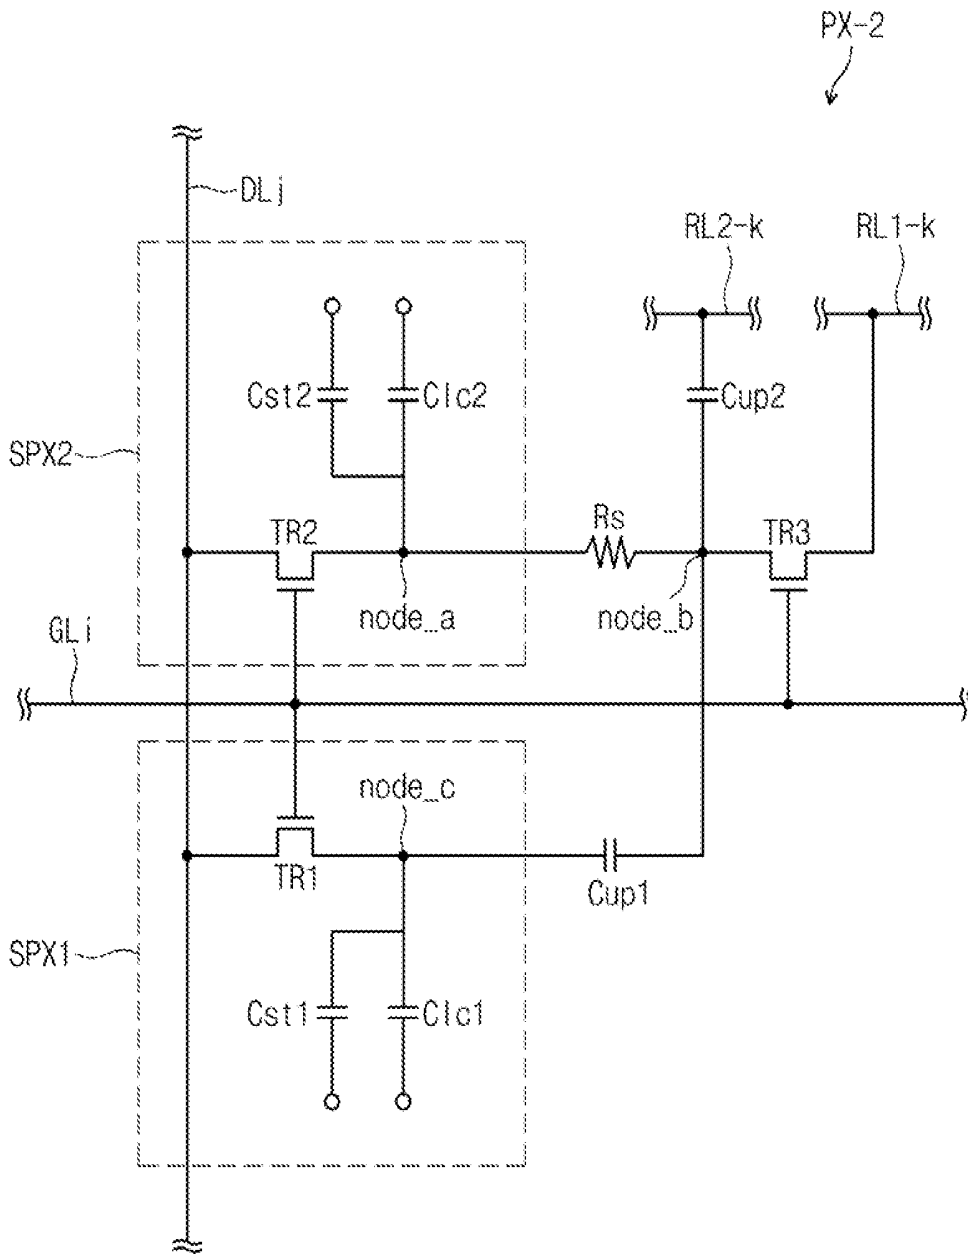 PX-2
DLj
RL2-k
RL1-k
Cst2
Clc2
Cup2
SPX2
TR2
Rs
TR3
node_a
node_b
GLi
node_c
TR1
Cup1
SPX1
Cst1
Clc1